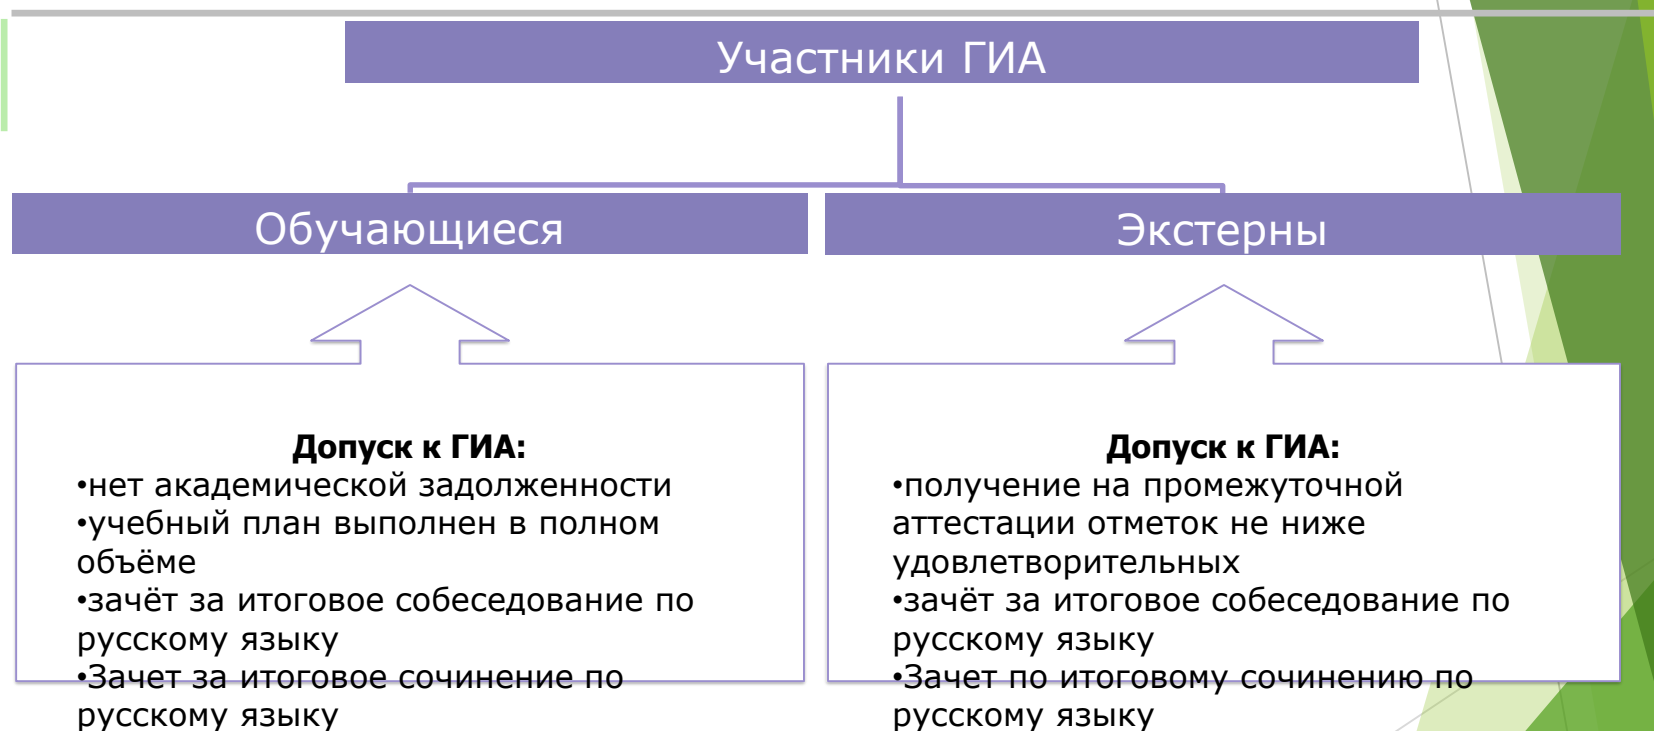 Участники ГИА
Обучающиеся
Экстерны
Допуск к ГИА:
•нет академической задолженности
•учебный план выполнен в полном
объёме
•зачёт за итоговое собеседование по
русскому языку
•Зачет за итоговое сочинение по
русскому языку
Допуск к ГИА:
•получение на промежуточной
аттестации отметок не ниже
удовлетворительных
•зачёт за итоговое собеседование по
русскому языку
•Зачет по итоговому сочинению по
русскому языку